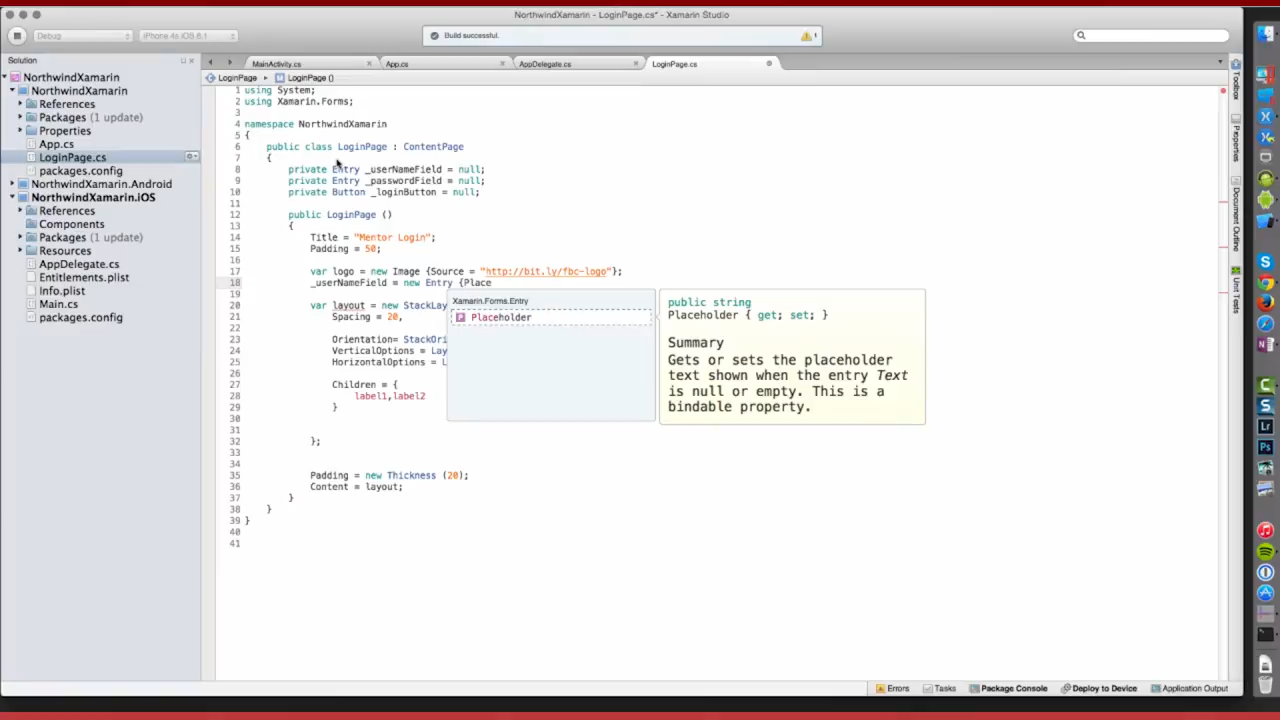 NorthwindXamarin - LoginPage.cs* - Xamarin Studio
Debug
iPhone 4s iOS 8.1
Build successful.
1
Solution
MainActivity.cs
App.cs
AppDelegate.cs
LoginPage.cs
NorthwindXamarin
NorthwindXamarin
References
Packages (1 update)
Properties
App.cs
LoginPage.cs
packages.config
NorthwindXamarin.Android
NorthwindXamarin.iOS
References
Components
Packages (1 update)
Resources
AppDelegate.cs
Entitlements.plist
Info.plist
Main.cs
packages.config
LoginPage
LoginPage ()
1 using System;
2 using Xamarin.Forms;
3
4 namespace NorthwindXamarin
5 {
6 public class LoginPage : ContentPage
7 {
8 private Entry _userNameField = null;
9 private Entry _passwordField = null;
10 private Button _loginButton = null;
11
12 public LoginPage ()
13 {
14 Title = "Mentor Login";
15 Padding = 50;
16
17 var logo = new Image {Source = "http://bit.ly/fbc-logo"};
18 _userNameField = new Entry {Place
19
20 var layout = new StackLay
21 Spacing = 20,
22
23 Orientation= StackOri
24 VerticalOptions = Lay
25 HorizontalOptions = L
26
27 Children = {
28 label1,label2
29 }
30
31
32 };
33
34
35 Padding = new Thickness (20);
36 Content = layout;
37 }
38 }
39 }
40
41
Xamarin.Forms.Entry
Placeholder
public string
Placeholder { get; set; }
Summary
Gets or sets the placeholder
text shown when the entry Text
is null or empty. This is a
bindable property.
Toolbox
Properties
Document Outline
Unit Tests
Errors
Tasks
Package Console
Deploy to Device
Application Output